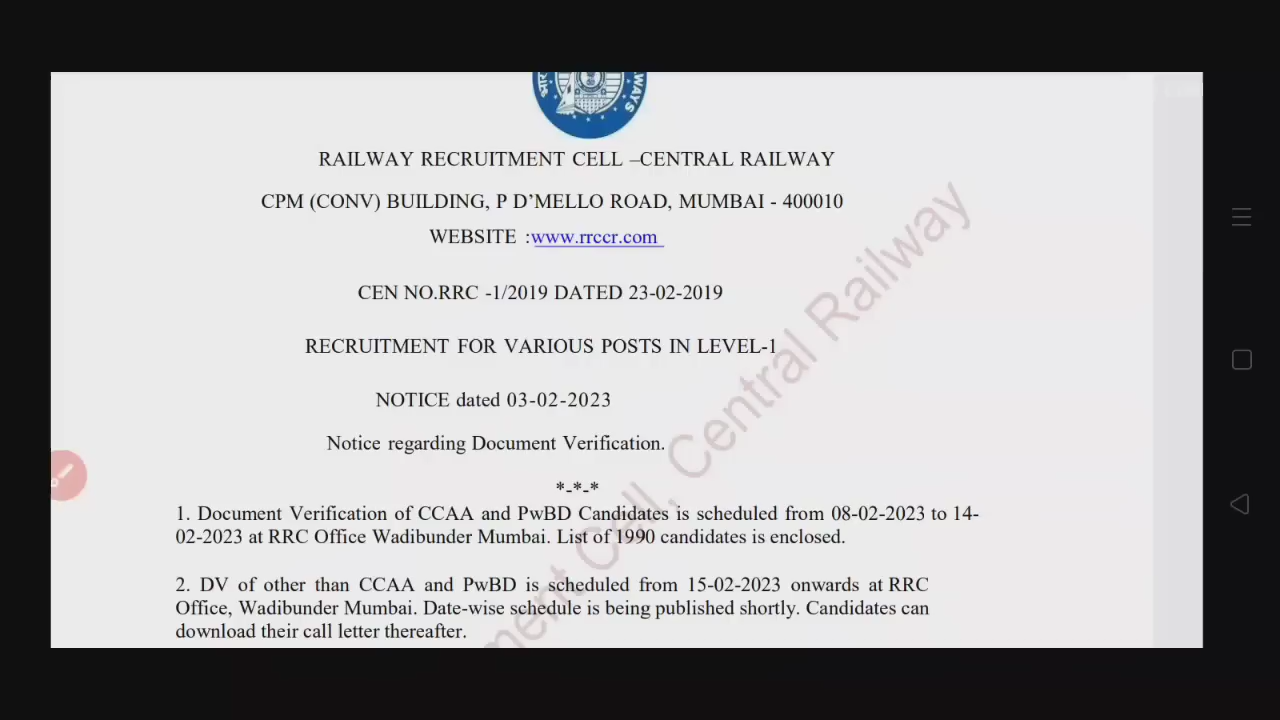 WAYS
RAILWAY RECRUITMENT CELL –CENTRAL RAILWAY
CPM (CONV) BUILDING, P D’MELLO ROAD, MUMBAI - 400010
WEBSITE :www.rrccr.com
CEN NO.RRC -1/2019 DATED 23-02-2019
RECRUITMENT FOR VARIOUS POSTS IN LEVEL-1
NOTICE dated 03-02-2023
Notice regarding Document Verification.
*-*-*
1. Document Verification of CCAA and PwBD Candidates is scheduled from 08-02-2023 to 14-
02-2023 at RRC Office Wadibunder Mumbai. List of 1990 candidates is enclosed.
2. DV of other than CCAA and PwBD is scheduled from 15-02-2023 onwards at RRC
Office, Wadibunder Mumbai. Date-wise schedule is being published shortly. Candidates can
download their call letter thereafter.
ment Cell, Central Railway